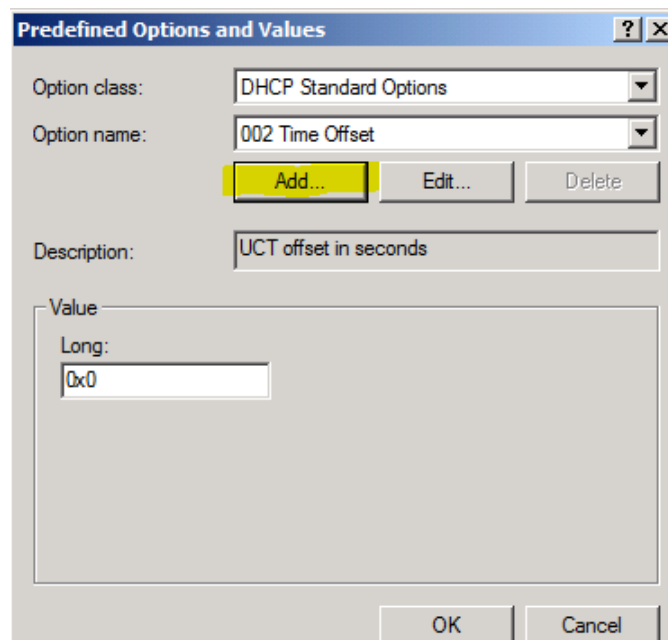 Predefined Options and Values
Option class: DHCP Standard Options
Option name: 002 Time Offset
Add... Edit... Delete
Description: UCT offset in seconds
Value
Long:
0x0
OK Cancel